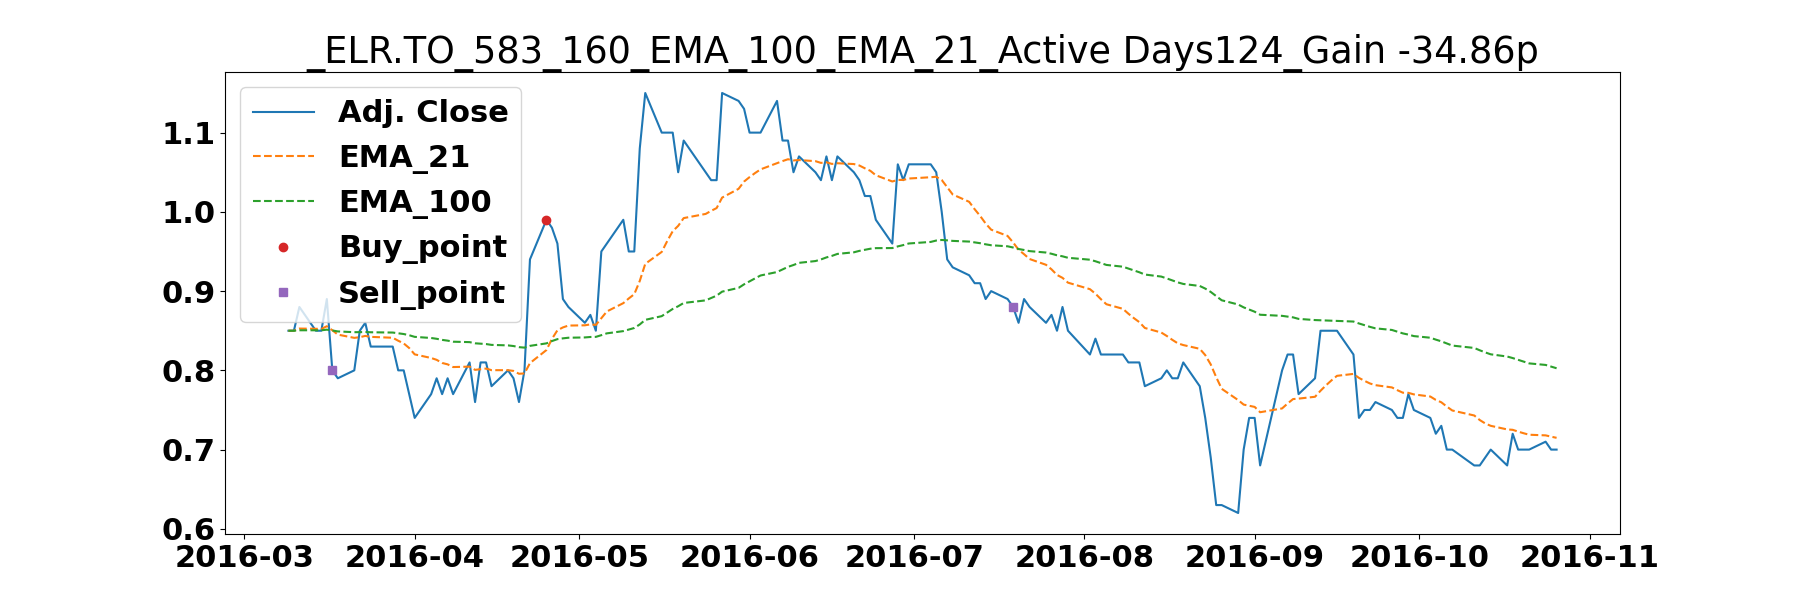 _ELR.TO_583_160_EMA_100_EMA_21_Active Days124_Gain -34.86p
Adj. Close
EMA_21
EMA_100
Buy_point
Sell_point
1.1
1.0
0.9
0.8
0.7
0.6
2016-03 2016-04 2016-05 2016-06 2016-07 2016-08 2016-09 2016-10 2016-11